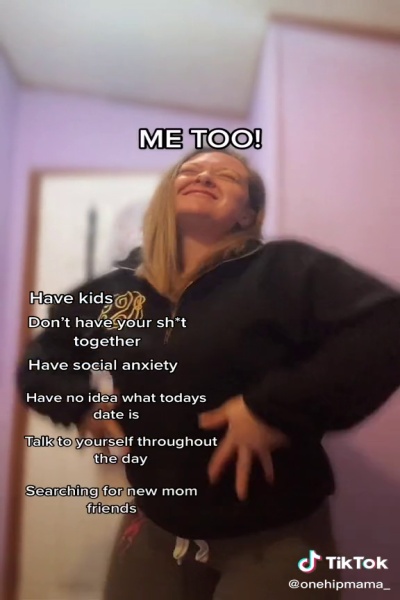 ME TOO!
Have kids
Don't have your sh*t
together
Have social anxiety
Have no idea what todays
date is
Talk to yourself throughout
the day
Searching for new mom
friends
TikTok
@onehipmama_